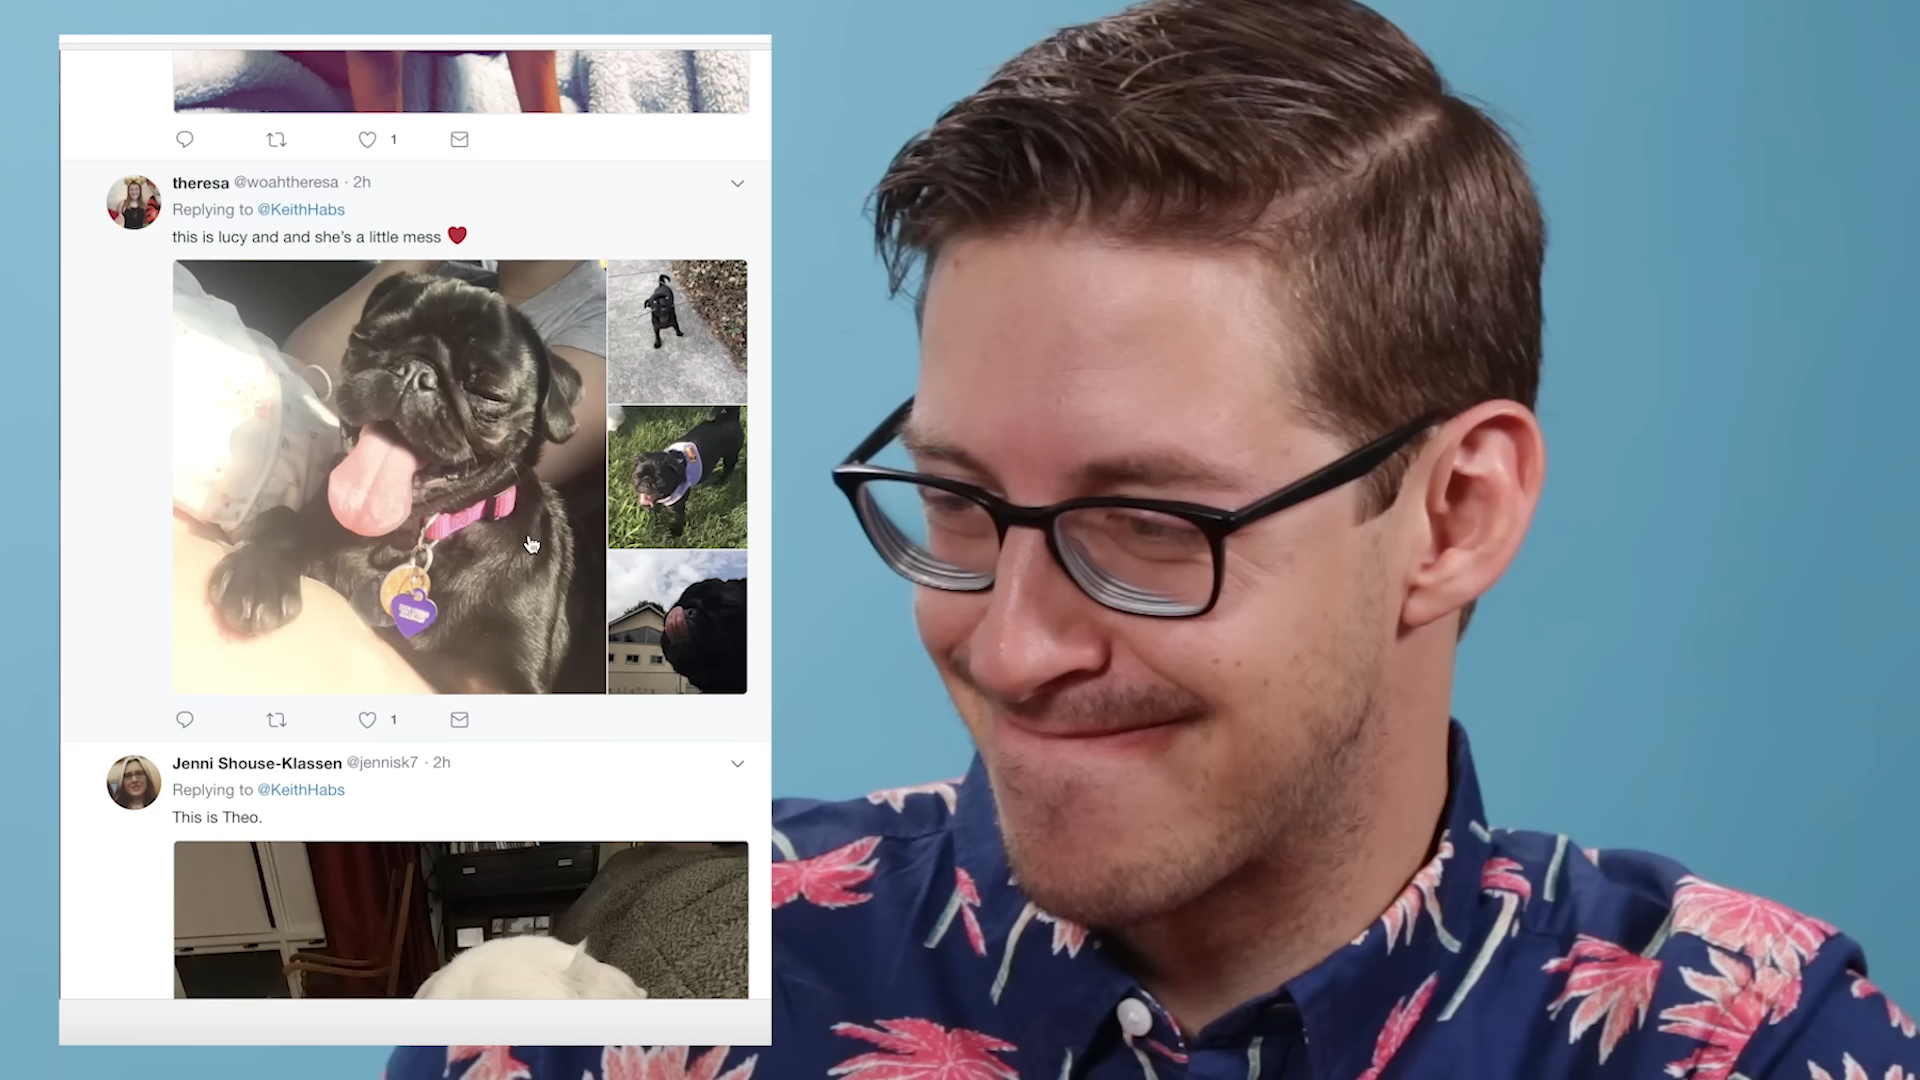 1
theresa @woahtheresa · 2h
Replying to @KeithHabs
this is lucy and and she's a little mess ❤️
1
Jenni Shouse-Klassen @jennisk7 · 2h
Replying to @KeithHabs
This is Theo.